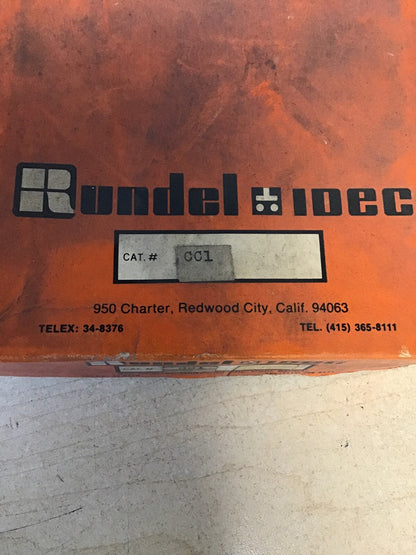 Rundel IDEC
CAT. # CC1
950 Charter, Redwood City, Calif. 94063
TELEX: 34-8376 TEL. (415) 365-8111